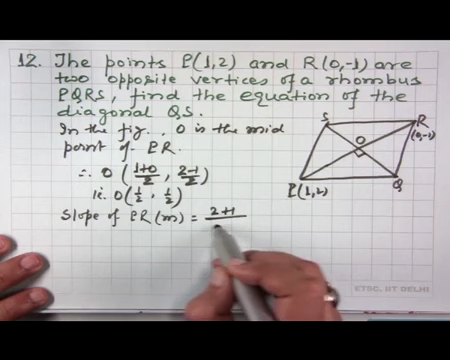 12. The points P(1,2) and R(0,-1) are
two opposite vertices of a rhombus
PQRS, find the equation of the
diagonal QS.
In the fig., O is the mid
point of PR.
∴ O (1+0/2, 2-1/2)
i.e. O(1/2, 1/2)
Slope of PR (m) = 2+1
S
R
(0,-1)
O
P(1,2)
Q
ETSC, IIT DELHI